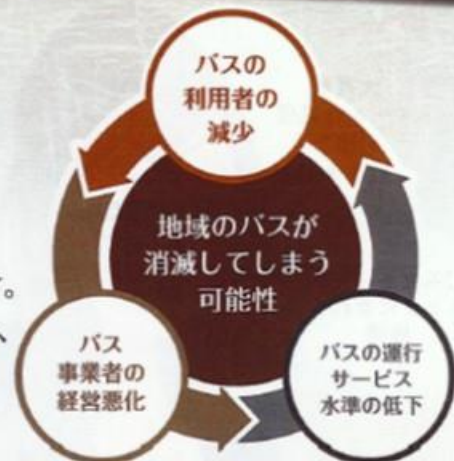 バスの
利用者の
減少
地域のバスが
消滅してしまう
可能性
。
、
バス
事業者の
経営悪化
バスの運行
サービス
水準の低下